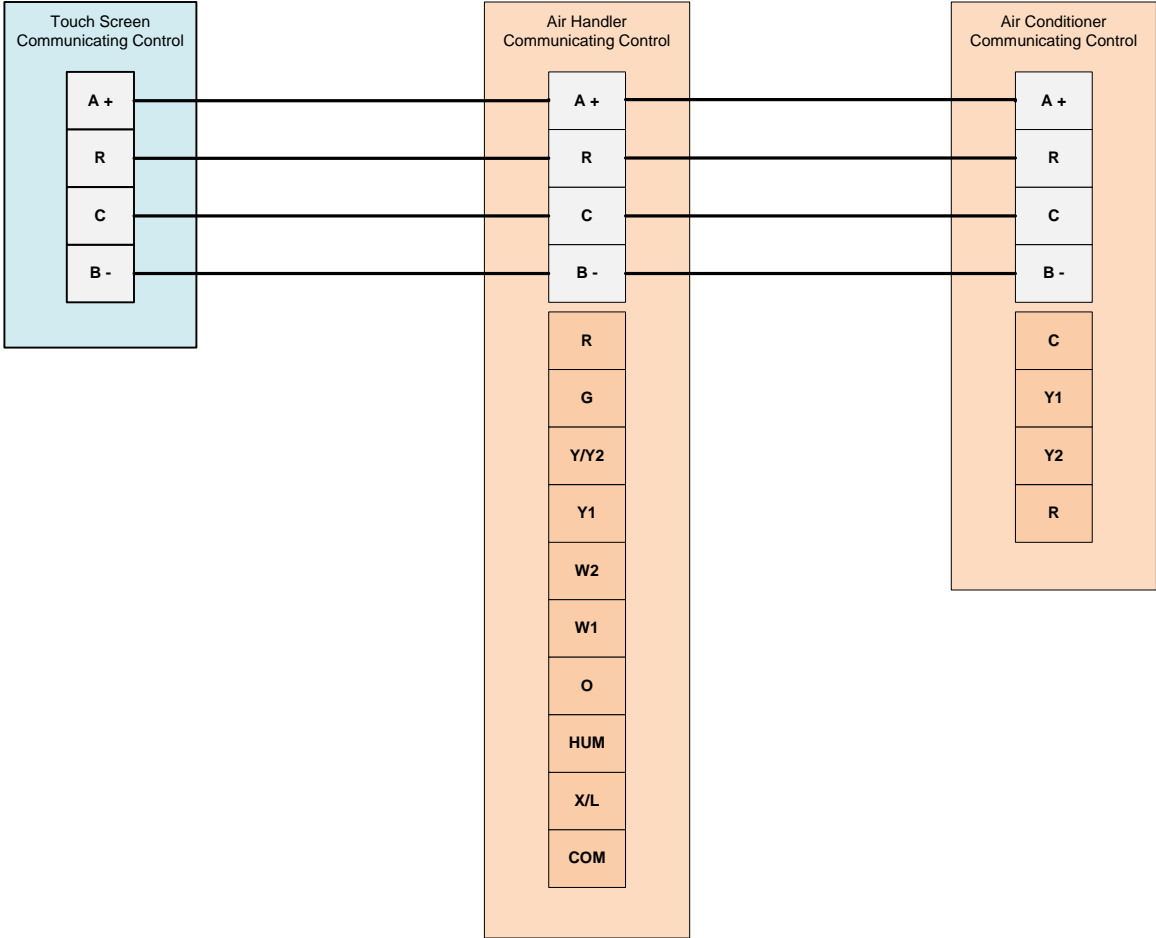 Touch Screen
Communicating Control
A +
R
C
B -
Air Handler
Communicating Control
A +
R
C
B -
R
G
Y/Y2
Y1
W2
W1
O
HUM
X/L
COM
Air Conditioner
Communicating Control
A +
R
C
B -
C
Y1
Y2
R